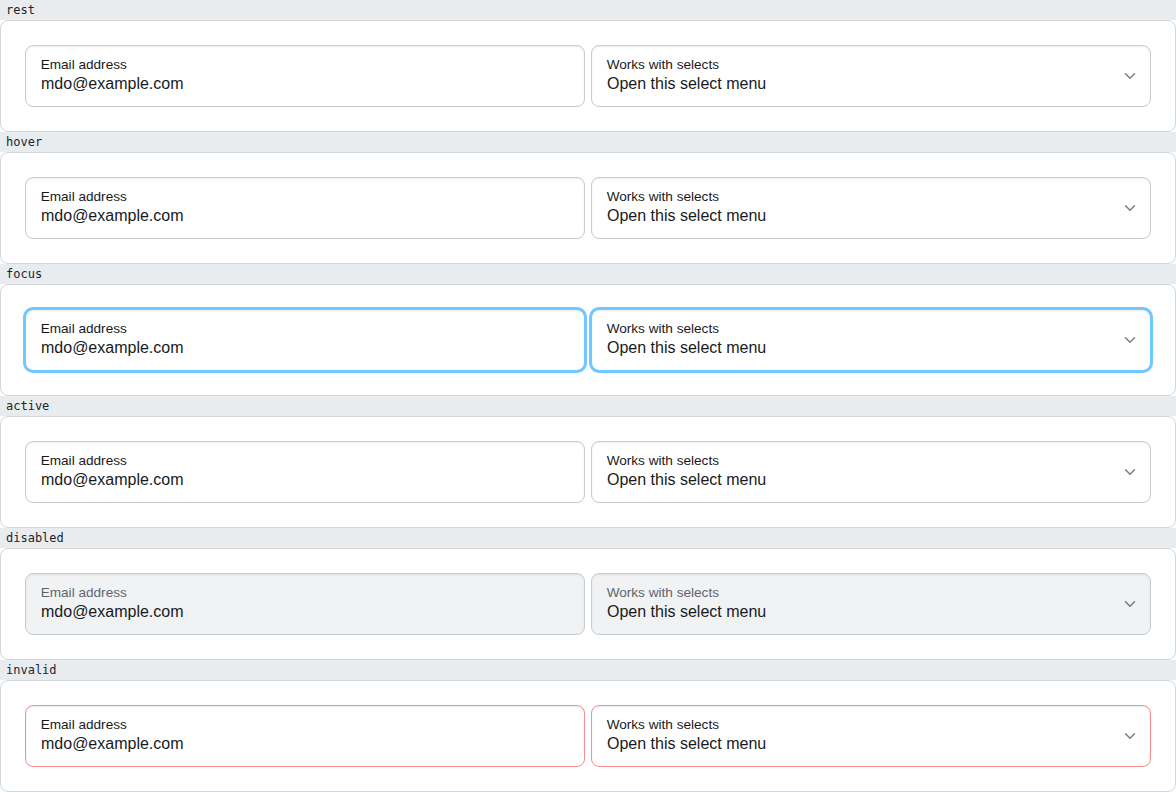 rest
Email address
mdo@example.com
Works with selects
Open this select menu
hover
Email address
mdo@example.com
Works with selects
Open this select menu
focus
Email address
mdo@example.com
Works with selects
Open this select menu
active
Email address
mdo@example.com
Works with selects
Open this select menu
disabled
Email address
mdo@example.com
Works with selects
Open this select menu
invalid
Email address
mdo@example.com
Works with selects
Open this select menu